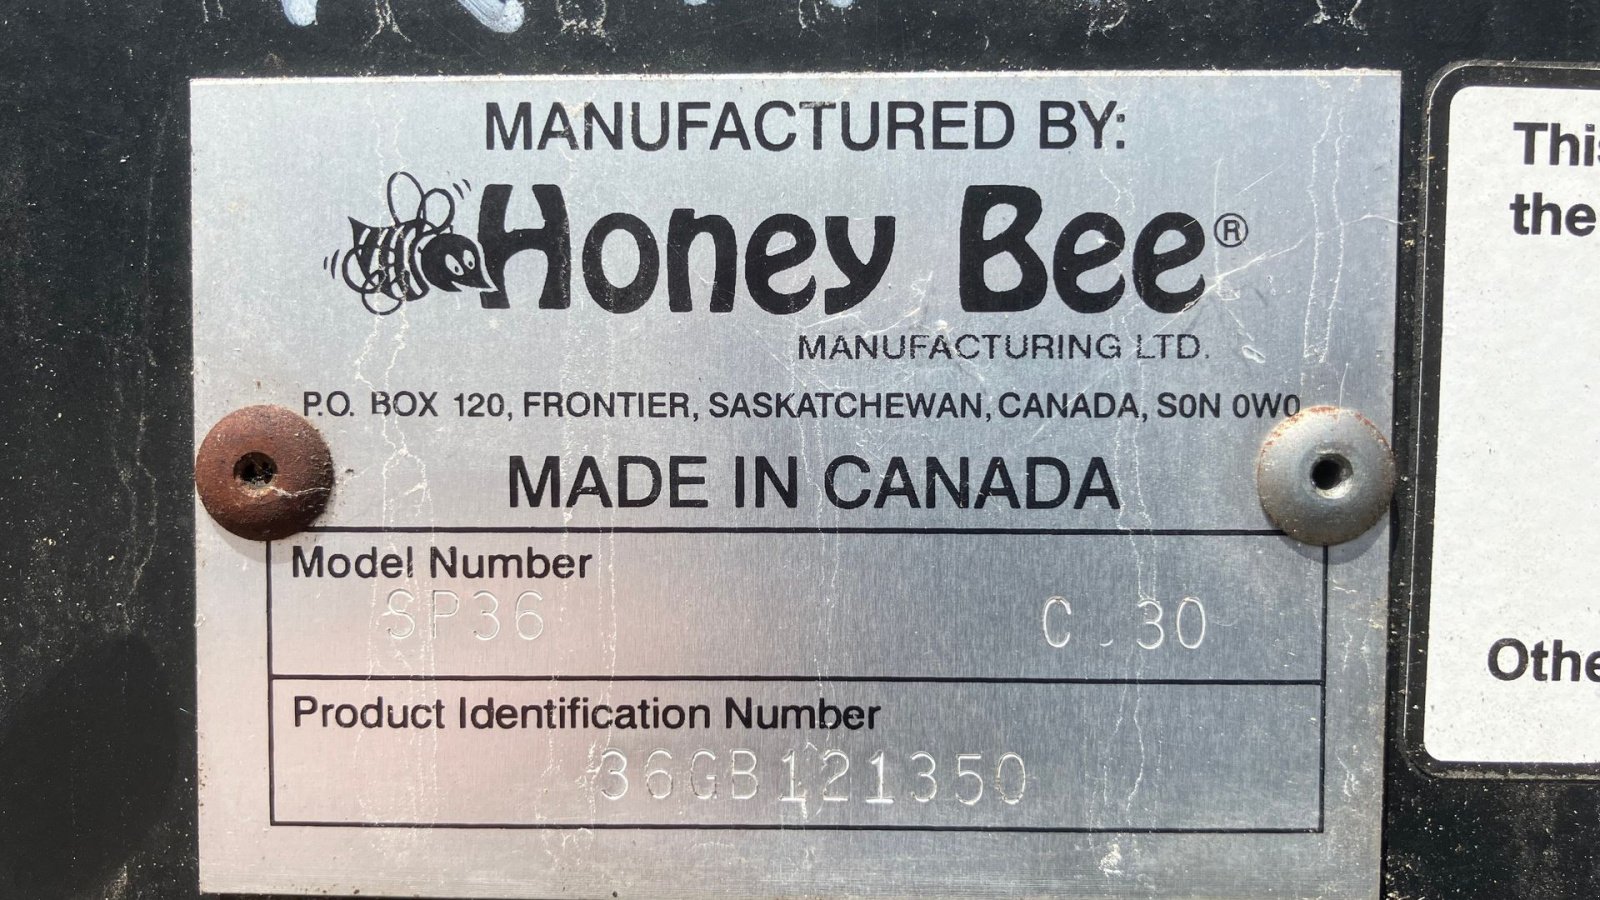 MANUFACTURED BY:
Honey Bee®
MANUFACTURING LTD.
P.O. BOX 120, FRONTIER, SASKATCHEWAN, CANADA, S0N 0W0
MADE IN CANADA
Model Number
SP36 C.30
Product Identification Number
36GB121350
This
the
Othe